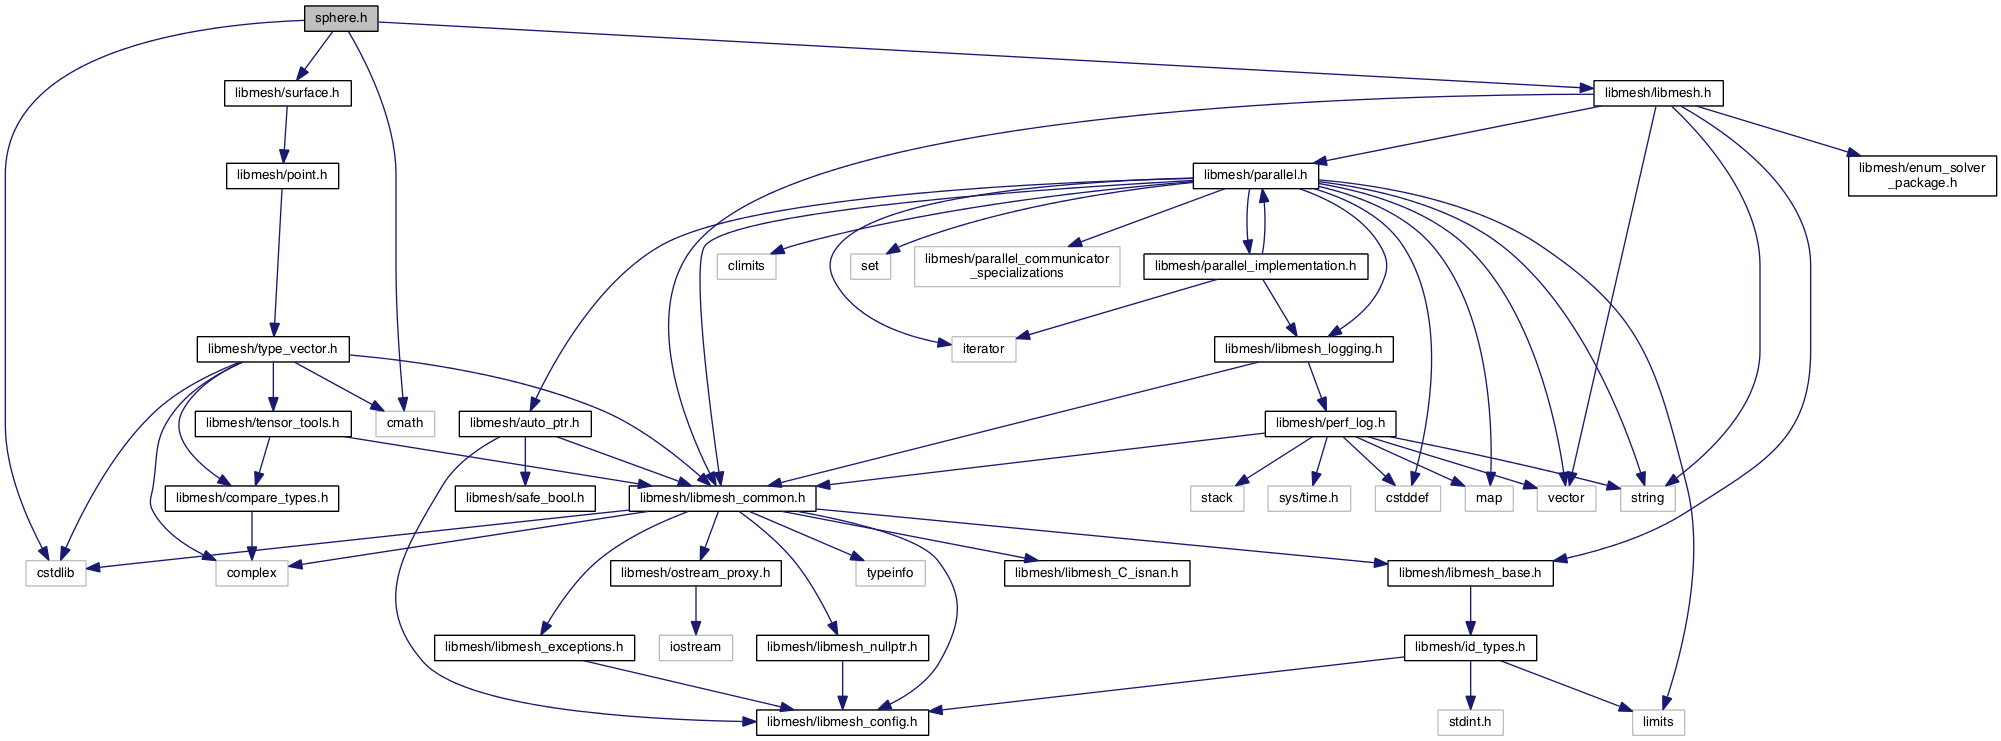 sphere.h
libmesh/surface.h
libmesh/libmesh.h
libmesh/point.h
libmesh/parallel.h
libmesh/enum_solver
_package.h
climits
set
libmesh/parallel_communicator
_specializations
libmesh/parallel_implementation.h
libmesh/type_vector.h
iterator
libmesh/libmesh_logging.h
libmesh/tensor_tools.h
cmath
libmesh/auto_ptr.h
libmesh/perf_log.h
libmesh/compare_types.h
libmesh/safe_bool.h
libmesh/libmesh_common.h
stack
sys/time.h
cstddef
map
vector
string
cstdlib
complex
libmesh/ostream_proxy.h
typeinfo
libmesh/libmesh_C_isnan.h
libmesh/libmesh_base.h
libmesh/libmesh_exceptions.h
iostream
libmesh/libmesh_nullptr.h
libmesh/id_types.h
libmesh/libmesh_config.h
stdint.h
limits